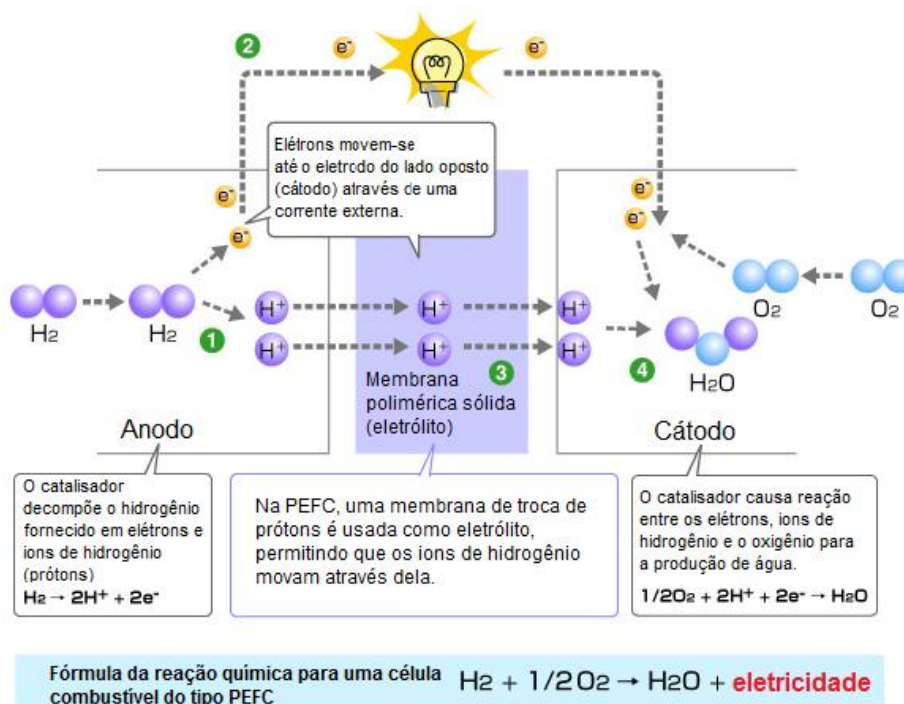 2
e⁻
e⁻
Elétrons movem-se
até o eletrodo do lado oposto
(cátodo) através de uma
corrente externa.
e⁻
e⁻
e⁻
e⁻
H₂
H₂
1
H⁺
H⁺
H⁺
H⁺
H⁺
H⁺
3
4
O₂
O₂
H₂O
Membrana
polimérica sólida
(eletrólito)
Anodo
Cátodo
O catalisador
decompõe o hidrogênio
fornecido em elétrons e
ions de hidrogênio
(prótons)
H₂ → 2H⁺ + 2e⁻
Na PEFC, uma membrana de troca de
prótons é usada como eletrólito,
permitindo que os ions de hidrogênio
movam através dela.
O catalisador causa reação
entre os elétrons, ions de
hidrogênio e o oxigênio para
a produção de água.
1/2O₂ + 2H⁺ + 2e⁻ → H₂O
Fórmula da reação química para uma célula
combustível do tipo PEFC
H₂ + 1/2O₂ → H₂O + eletricidade